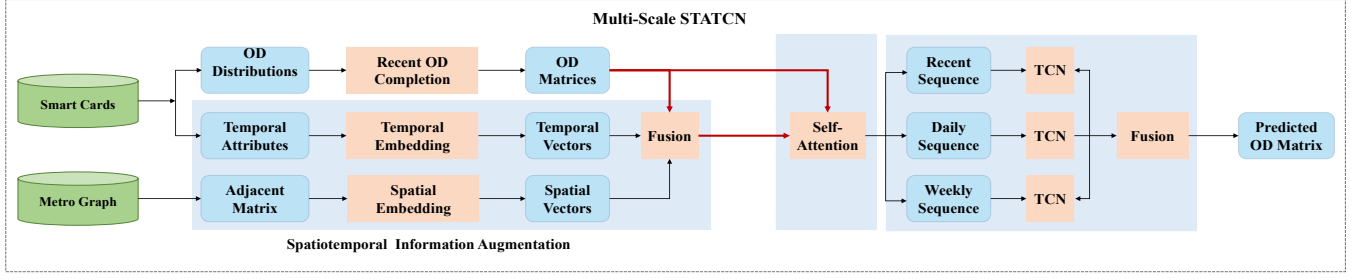 Multi-Scale STATCN
OD
Distributions
Recent OD
Completion
OD
Matrices
Smart Cards
Temporal
Attributes
Temporal
Embedding
Temporal
Vectors
Fusion
Metro Graph
Adjacent
Matrix
Spatial
Embedding
Spatial
Vectors
Spatiotemporal Information Augmentation
Self-
Attention
Recent
Sequence
TCN
Daily
Sequence
TCN
Weekly
Sequence
TCN
Fusion
Predicted
OD Matrix